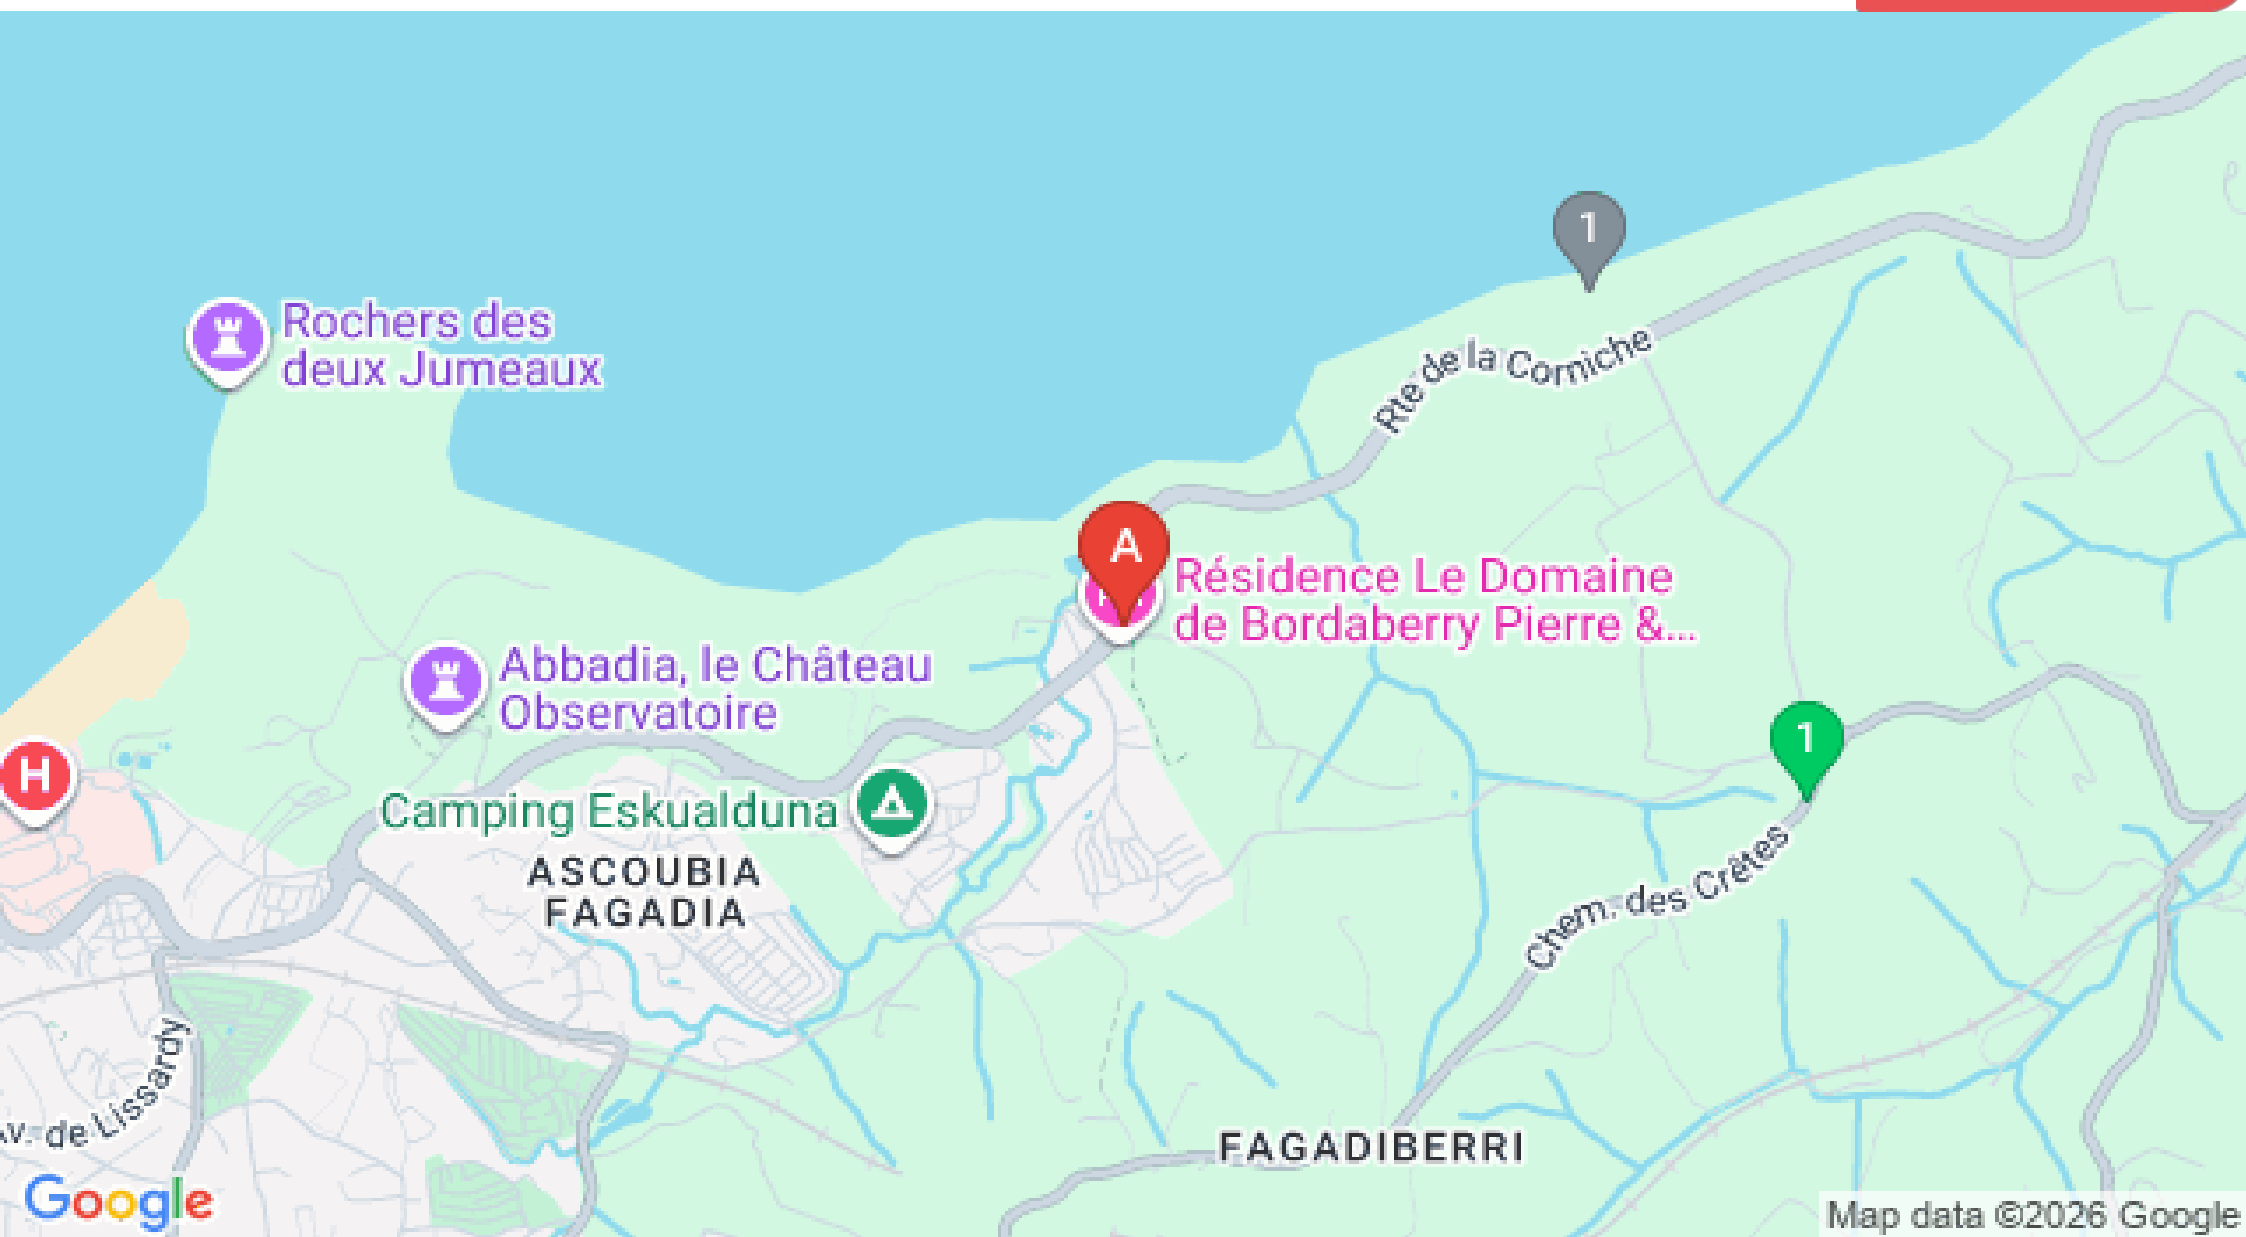 1
Rochers des
deux Jumeaux
Rte de la Corniche
A
Résidence Le Domaine
de Bordaberry Pierre &...
Abbadia, le Château
Observatoire
1
H
Camping Eskualduna
ASCOUBIA
FAGADIA
Chem. des Crêtes
Av. de Lissardy
FAGADIBERRI
Google
Map data ©2026 Google